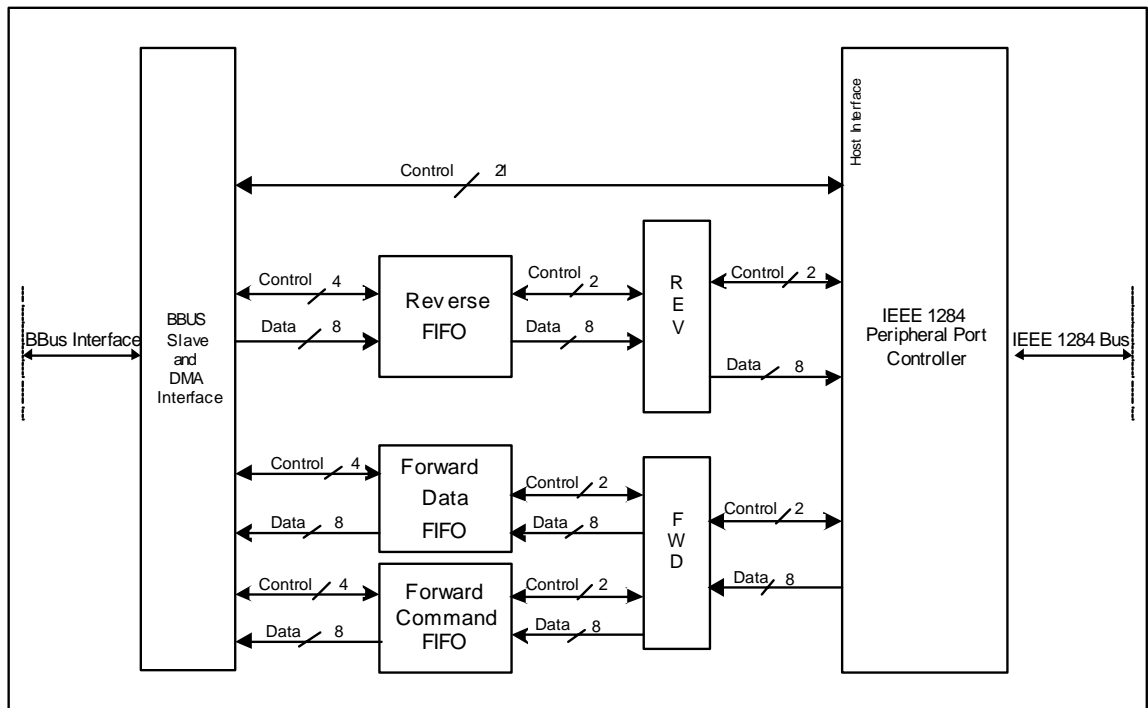 Host Interface
Control 21
Control 4
Control 2
Control 2
Reverse
FIFO
R
E
V
Data 8
Data 8
Data 8
BBus Interface
BBUS
Slave
and
DMA
Interface
IEEE 1284
Peripheral Port
Controller
IEEE 1284 Bus
Control 4
Forward
Data
FIFO
Control 2
Control 2
Data 8
Data 8
F
W
D
Control 4
Forward
Command
FIFO
Control 2
Data 8
Data 8
Data 8